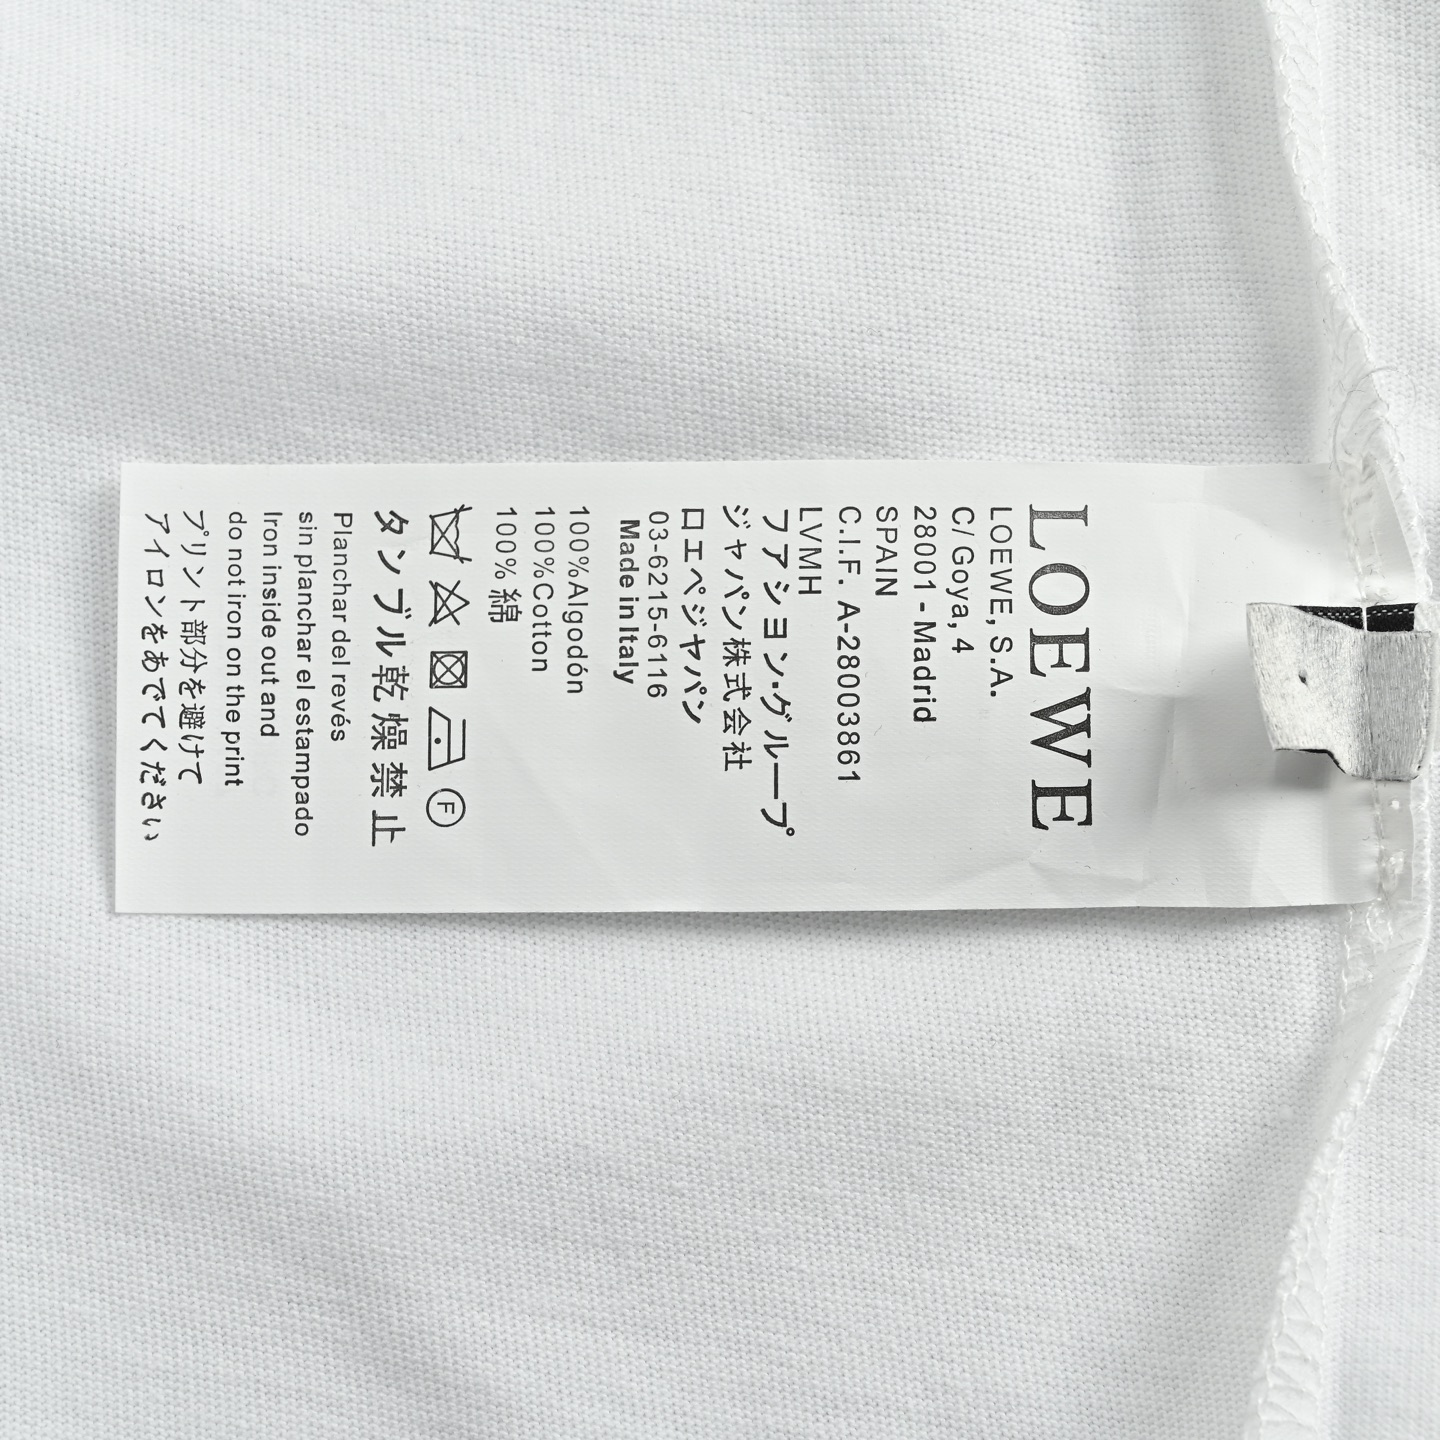 LOEWE
LOEWE, S.A.
C/Goya, 4
28001 - Madrid
SPAIN
C.I.F. A-28003861
LVMH
ファション·グループ
ジャパン株式会社
ロエベジヤパン
03-6215-6116
Made in Italy
100%Algodón
100%Cotton
100%綿
F
タンブル乾燥禁止
Planchar del revés
sin planchar el estampado
Iron inside out and
do not iron on the print
プリント部分を避けて
アイロンをあでてください